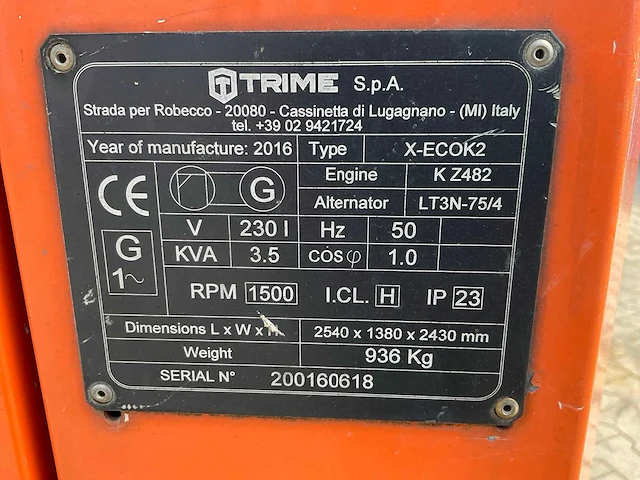 TRIME S.p.A.
Strada per Robecco - 20080 - Cassinetta di Lugagnano - (MI) Italy
tel. +39 02 9421724
Year of manufacture: 2016 Type X-ECOK2
CE G Engine K Z482
Alternator LT3N-75/4
V 230 I Hz 50
G 1~ KVA 3.5 cos φ 1.0
RPM 1500 I.CL. H IP 23
Dimensions L x W x H 2540 x 1380 x 2430 mm
Weight 936 Kg
SERIAL N° 200160618